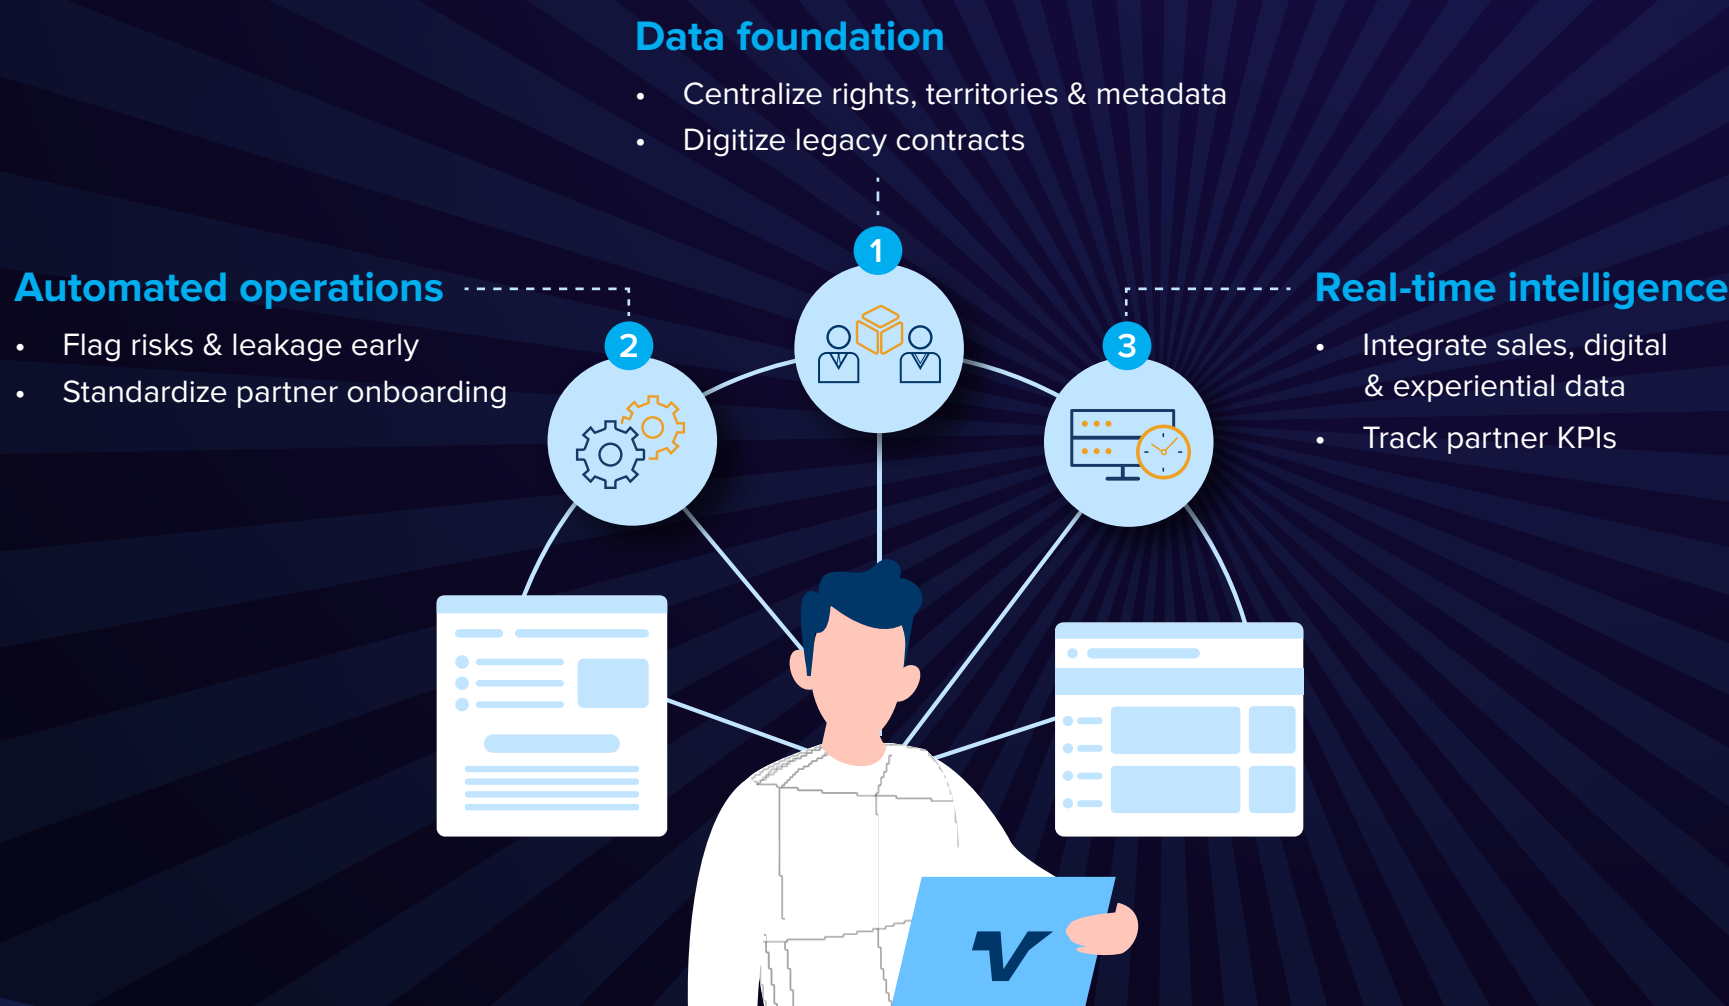 Data foundation
• Centralize rights, territories & metadata
• Digitize legacy contracts
1
Automated operations
• Flag risks & leakage early
• Standardize partner onboarding
2
3
Real-time intelligence
• Integrate sales, digital
& experiential data
• Track partner KPIs
v